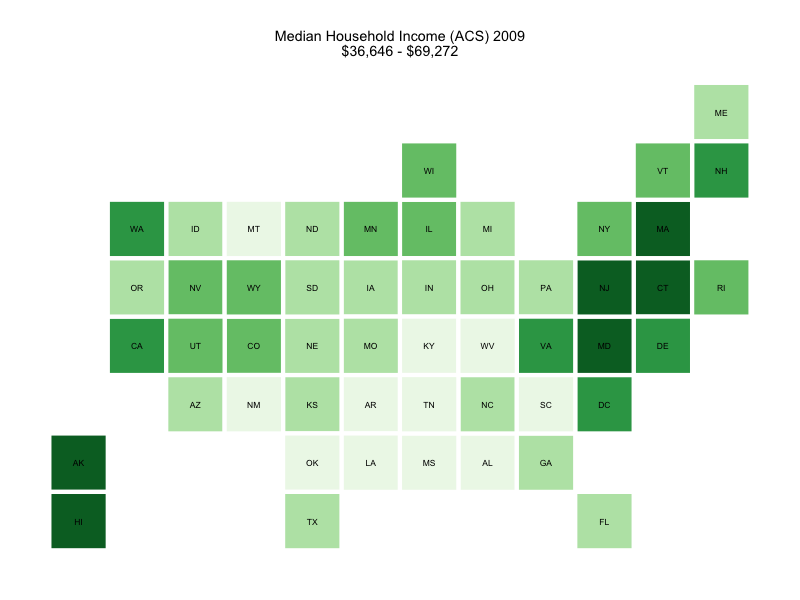 Median Household Income (ACS) 2009
$36,646 - $69,272
ME
WI VT NH
WA ID MT ND MN IL MI NY MA
OR NV WY SD IA IN OH PA NJ CT RI
CA UT CO NE MO KY WV VA MD DE
AZ NM KS AR TN NC SC DC
AK OK LA MS AL GA
HI TX FL